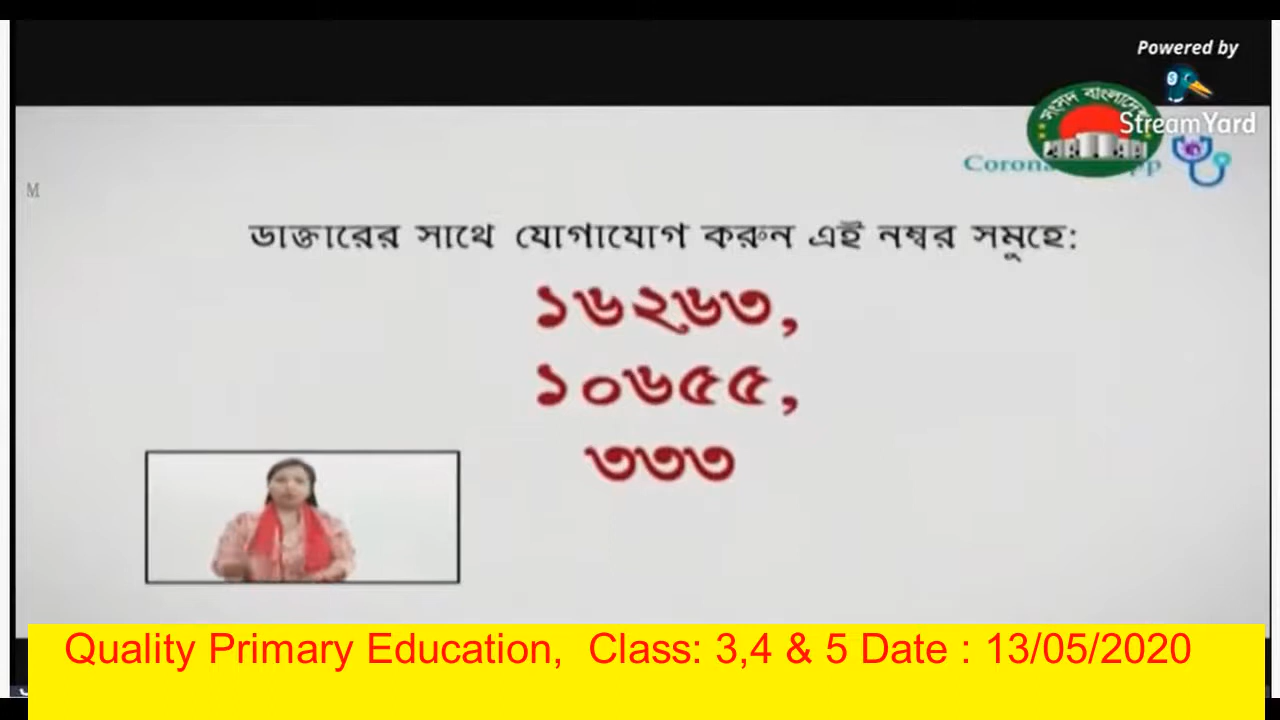 Powered by
StreamYard
সংসদ বাংলাদেশ
M
ডাক্তারের সাথে যোগাযোগ করুন এই নম্বর সমুহে:
১৬২৬৩,
১০৬৫৫,
৩৩৩
Quality Primary Education, Class: 3,4 & 5 Date : 13/05/2020